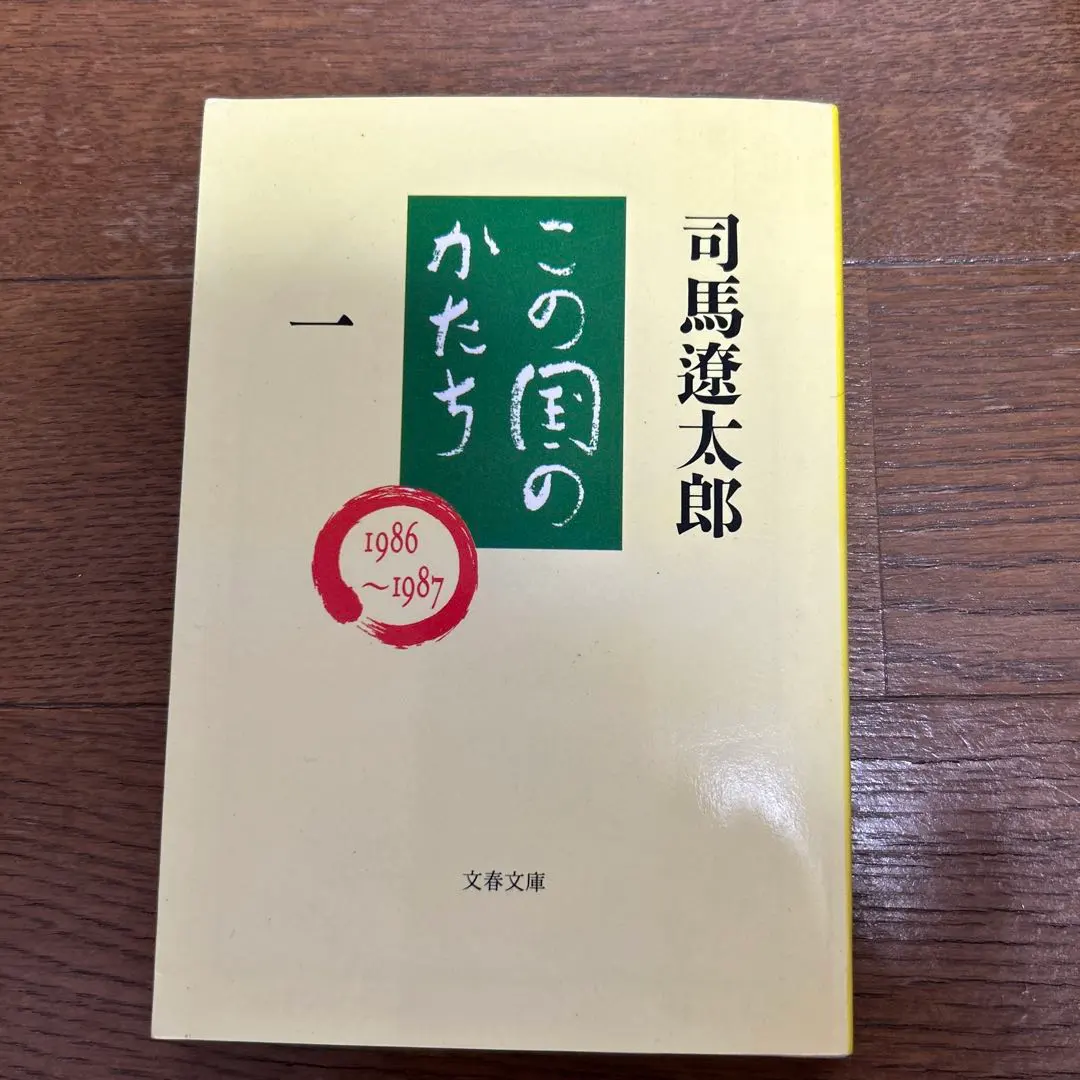 司馬遼太郎
この国の
かたち
一
1986
〜1987
文春文庫